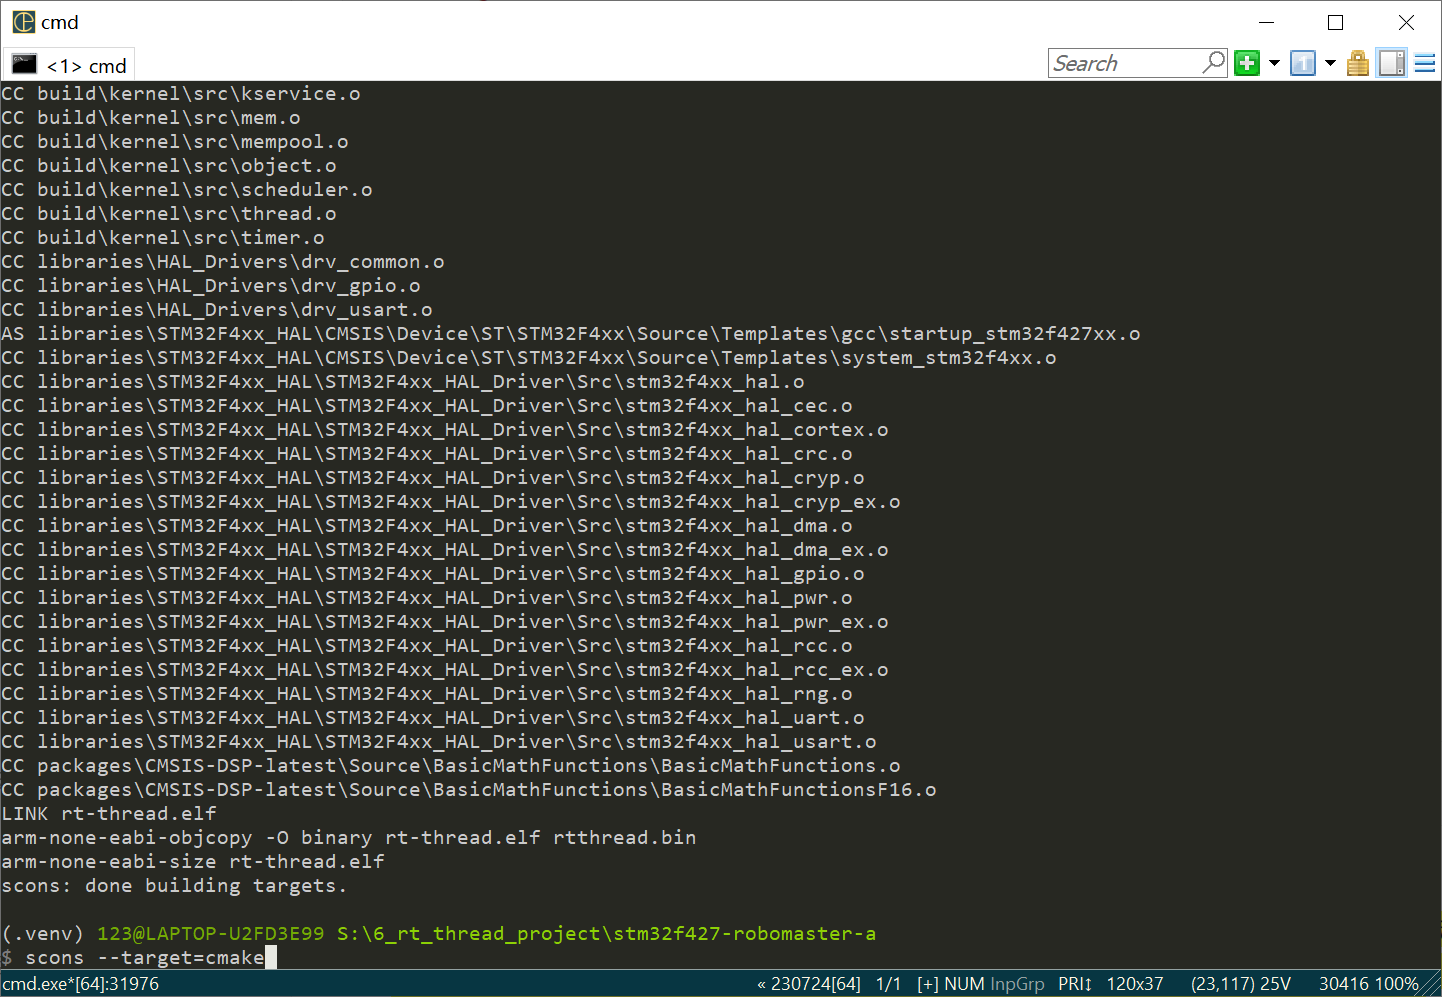 cmd
<1> cmd
Search
CC build\kernel\src\kservice.o
CC build\kernel\src\mem.o
CC build\kernel\src\mempool.o
CC build\kernel\src\object.o
CC build\kernel\src\scheduler.o
CC build\kernel\src\thread.o
CC build\kernel\src\timer.o
CC libraries\HAL_Drivers\drv_common.o
CC libraries\HAL_Drivers\drv_gpio.o
CC libraries\HAL_Drivers\drv_usart.o
AS libraries\STM32F4xx_HAL\CMSIS\Device\ST\STM32F4xx\Source\Templates\gcc\startup_stm32f427xx.o
CC libraries\STM32F4xx_HAL\CMSIS\Device\ST\STM32F4xx\Source\Templates\system_stm32f4xx.o
CC libraries\STM32F4xx_HAL\STM32F4xx_HAL_Driver\Src\stm32f4xx_hal.o
CC libraries\STM32F4xx_HAL\STM32F4xx_HAL_Driver\Src\stm32f4xx_hal_cec.o
CC libraries\STM32F4xx_HAL\STM32F4xx_HAL_Driver\Src\stm32f4xx_hal_cortex.o
CC libraries\STM32F4xx_HAL\STM32F4xx_HAL_Driver\Src\stm32f4xx_hal_crc.o
CC libraries\STM32F4xx_HAL\STM32F4xx_HAL_Driver\Src\stm32f4xx_hal_cryp.o
CC libraries\STM32F4xx_HAL\STM32F4xx_HAL_Driver\Src\stm32f4xx_hal_cryp_ex.o
CC libraries\STM32F4xx_HAL\STM32F4xx_HAL_Driver\Src\stm32f4xx_hal_dma.o
CC libraries\STM32F4xx_HAL\STM32F4xx_HAL_Driver\Src\stm32f4xx_hal_dma_ex.o
CC libraries\STM32F4xx_HAL\STM32F4xx_HAL_Driver\Src\stm32f4xx_hal_gpio.o
CC libraries\STM32F4xx_HAL\STM32F4xx_HAL_Driver\Src\stm32f4xx_hal_pwr.o
CC libraries\STM32F4xx_HAL\STM32F4xx_HAL_Driver\Src\stm32f4xx_hal_pwr_ex.o
CC libraries\STM32F4xx_HAL\STM32F4xx_HAL_Driver\Src\stm32f4xx_hal_rcc.o
CC libraries\STM32F4xx_HAL\STM32F4xx_HAL_Driver\Src\stm32f4xx_hal_rcc_ex.o
CC libraries\STM32F4xx_HAL\STM32F4xx_HAL_Driver\Src\stm32f4xx_hal_rng.o
CC libraries\STM32F4xx_HAL\STM32F4xx_HAL_Driver\Src\stm32f4xx_hal_uart.o
CC libraries\STM32F4xx_HAL\STM32F4xx_HAL_Driver\Src\stm32f4xx_hal_usart.o
CC packages\CMSIS-DSP-latest\Source\BasicMathFunctions\BasicMathFunctions.o
CC packages\CMSIS-DSP-latest\Source\BasicMathFunctions\BasicMathFunctionsF16.o
LINK rt-thread.elf
arm-none-eabi-objcopy -O binary rt-thread.elf rtthread.bin
arm-none-eabi-size rt-thread.elf
scons: done building targets.
(.venv) 123@LAPTOP-U2FD3E99 S:\6_rt_thread_project\stm32f427-robomaster-a
$ scons --target=cmake
cmd.exe*[64]:31976 « 230724[64] 1/1 [+] NUM InpGrp PRI↕ 120x37 (23,117) 25V 30416 100%